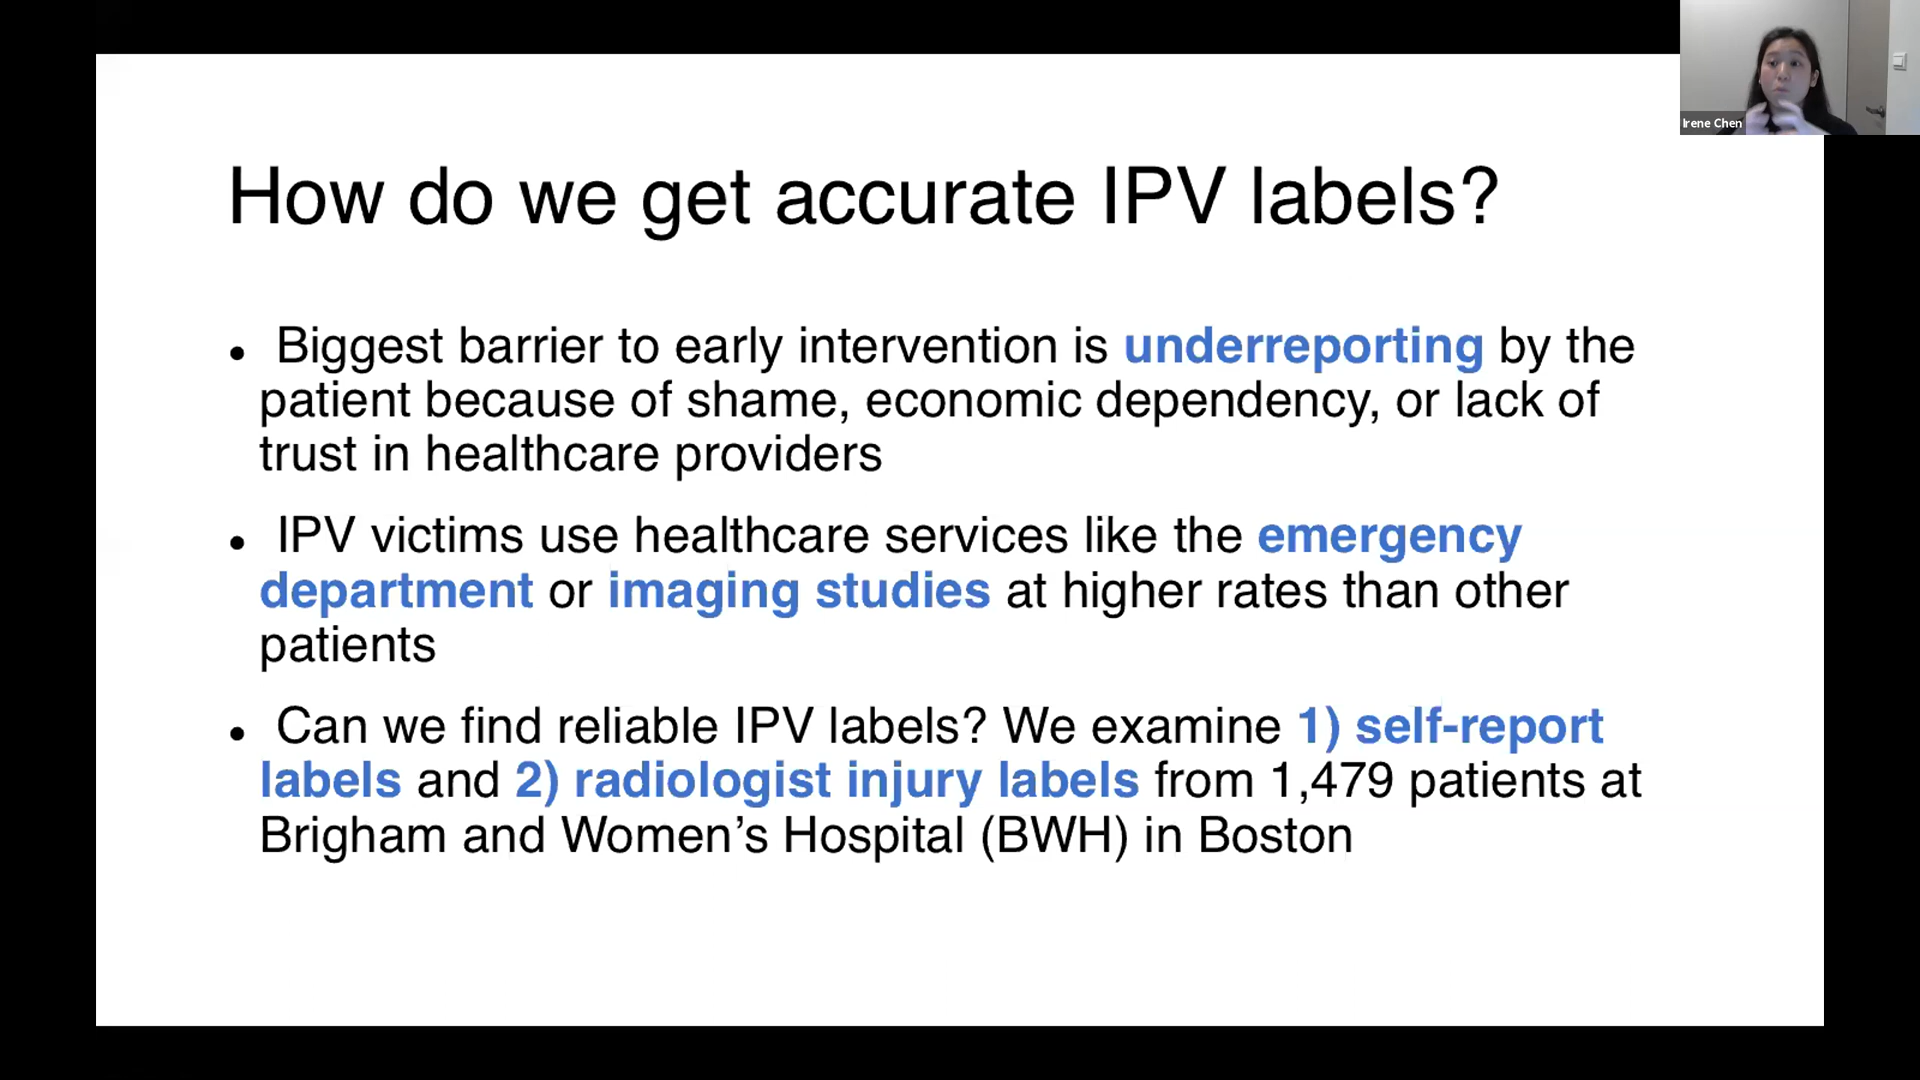 Irene Chen
How do we get accurate IPV labels?
• Biggest barrier to early intervention is underreporting by the
patient because of shame, economic dependency, or lack of
trust in healthcare providers
• IPV victims use healthcare services like the emergency
department or imaging studies at higher rates than other
patients
• Can we find reliable IPV labels? We examine 1) self-report
labels and 2) radiologist injury labels from 1,479 patients at
Brigham and Women’s Hospital (BWH) in Boston